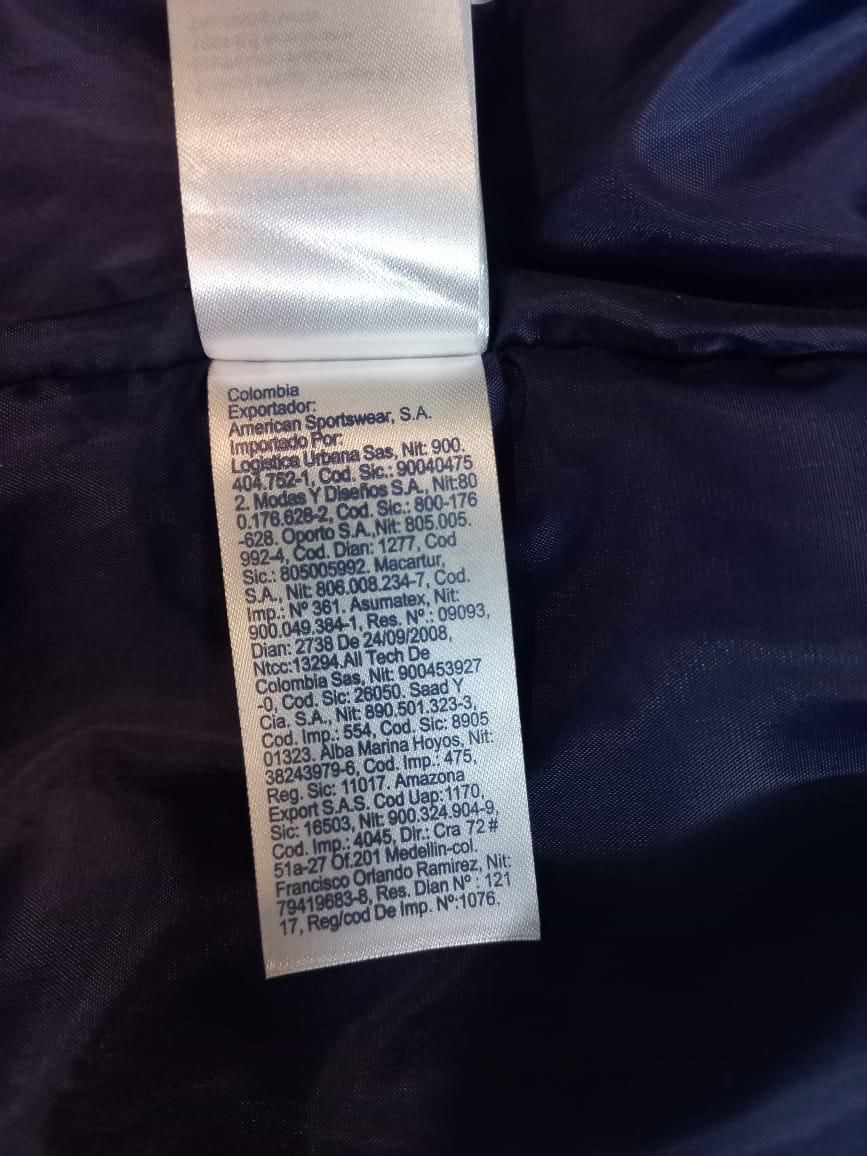 Colombia
Exportador:
American Sportswear, S.A.
Importado Por:
Logistica Urbana Sas, Nit: 900.
404.752-1, Cod. Sic.: 90040475
2. Modas Y Diseños S.A., Nit:80
0.176.628-2, Cod. Sic.: 800-176
-628. Oporto S.A.,Nit: 805.005.
992-4, Cod. Dian: 1277, Cod
Sic.: 805005992. Macartur,
S.A., Nit: 806.008.234-7, Cod.
Imp.: Nº 361. Asumatex, Nit:
900.049.384-1, Res. Nº.: 09093,
Dian: 2738 De 24/09/2008,
Ntcc:13294.All Tech De
Colombia Sas, Nit: 900453927
-0, Cod. Sic: 26050. Saad Y
Cia. S.A., Nit: 890.501.323-3,
Cod. Imp.: 554, Cod. Sic: 8905
01323. Alba Marina Hoyos, Nit:
38243979-6, Cod. Imp.: 475,
Reg. Sic: 11017. Amazona
Export S.A.S. Cod Uap:1170,
Sic: 16503, Nit: 900.324.904-9,
Cod. Imp.: 4045, Dir.: Cra 72 #
51a-27 Of.201 Medellin-col.
Francisco Orlando Ramirez, Nit:
79419683-8, Res. Dian Nº : 121
17, Reg/cod De Imp. Nº:1076.